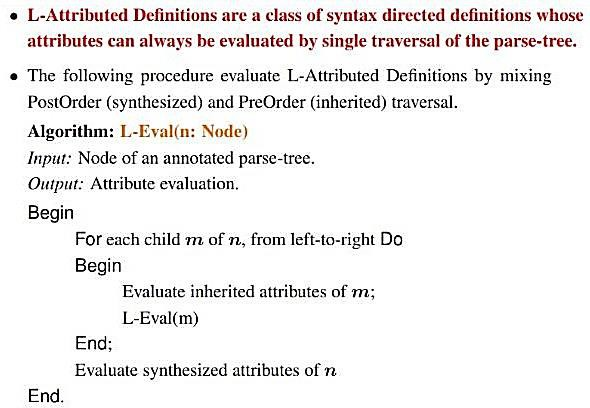 • L-Attributed Definitions are a class of syntax directed definitions whose
attributes can always be evaluated by single traversal of the parse-tree.
• The following procedure evaluate L-Attributed Definitions by mixing
PostOrder (synthesized) and PreOrder (inherited) traversal.
Algorithm: L-Eval(n: Node)
Input: Node of an annotated parse-tree.
Output: Attribute evaluation.
Begin
For each child m of n, from left-to-right Do
Begin
Evaluate inherited attributes of m;
L-Eval(m)
End;
Evaluate synthesized attributes of n
End.